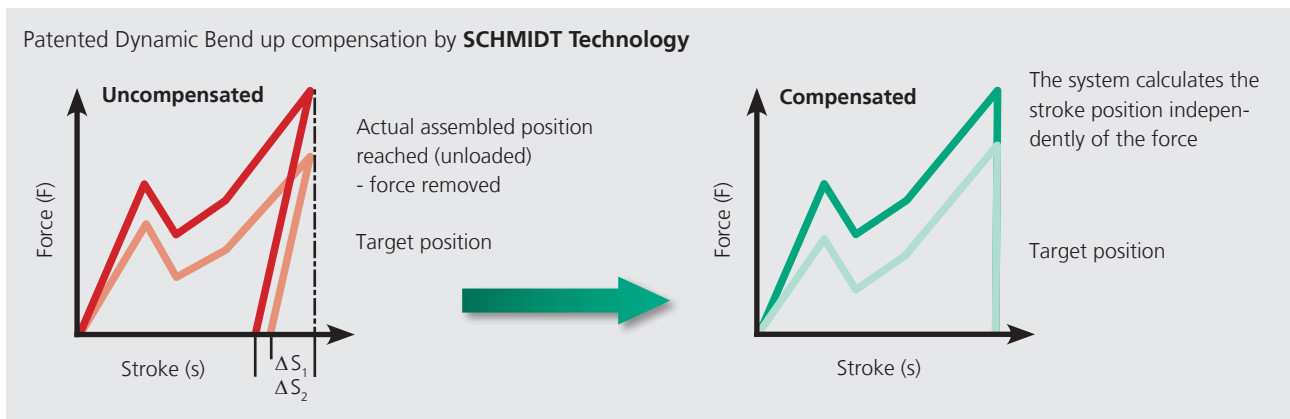 Patented Dynamic Bend up compensation by SCHMIDT Technology
Uncompensated
Force (F)
Stroke (s)
ΔS1
ΔS2
Actual assembled position
reached (unloaded)
- force removed
Target position
Compensated
Force (F)
Stroke (s)
The system calculates the
stroke position indepen-
dently of the force
Target position